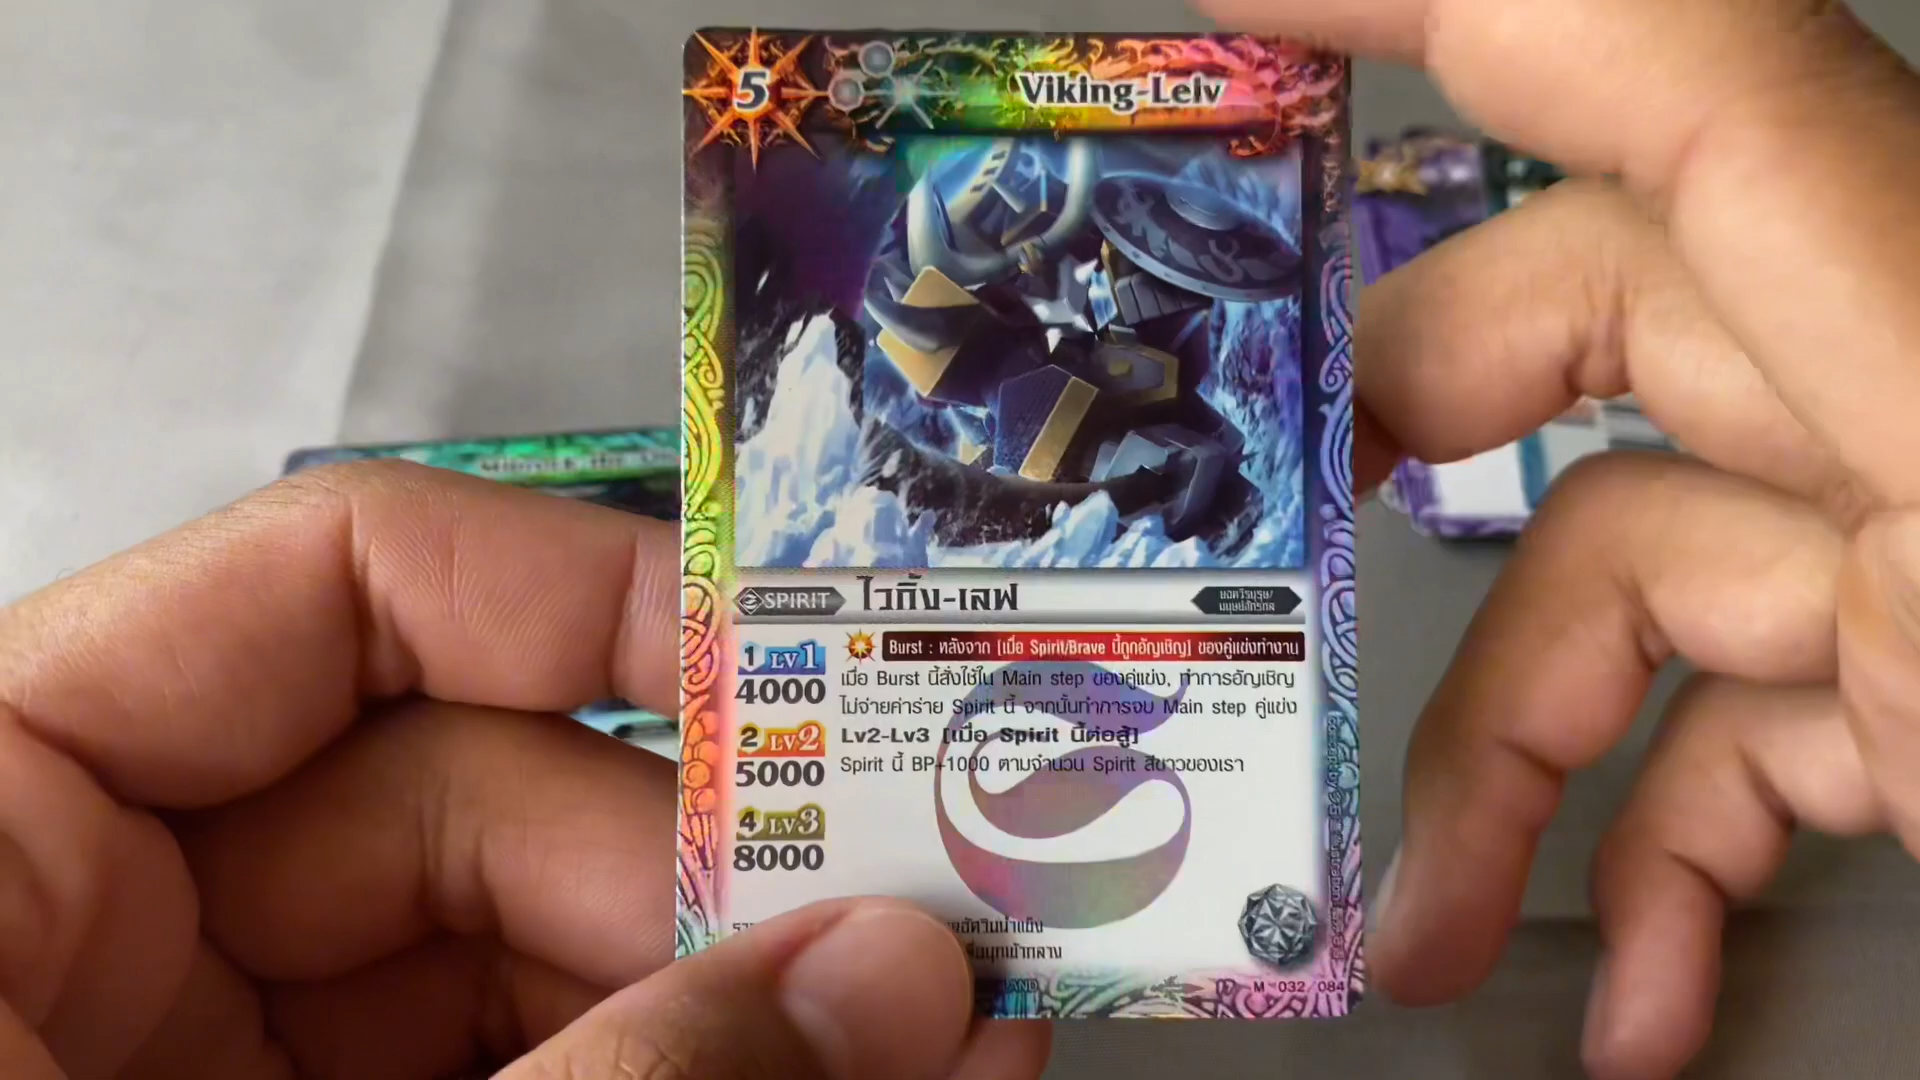 5
Viking-Leiv
SPIRIT
ไวกิ้ง-เลฟ
1 LV1
4000
2 LV2
5000
4 LV3
8000
Burst : หลังจาก [เมื่อ Spirit/Brave นี้ถูกอัญเชิญ] ของคู่แข่งทำงาน
เมื่อ Burst นี้สั่งใช้ใน Main step ของคู่แข่ง, ทำการอัญเชิญ
ไม่จ่ายค่าร่าย Spirit นี้ จากนั้นทำการจบ Main step คู่แข่ง
Lv2-Lv3 [เมื่อ Spirit นี้ต่อสู้]
Spirit นี้ BP+1000 ตามจำนวน Spirit สีขาวของเรา
M 032/084